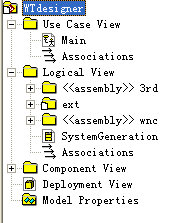 WTdesigner
Use Case View
Main
Associations
Logical View
<<assembly>> 3rd
ext
<<assembly>> wnc
SystemGeneration
Associations
Component View
Deployment View
Model Properties